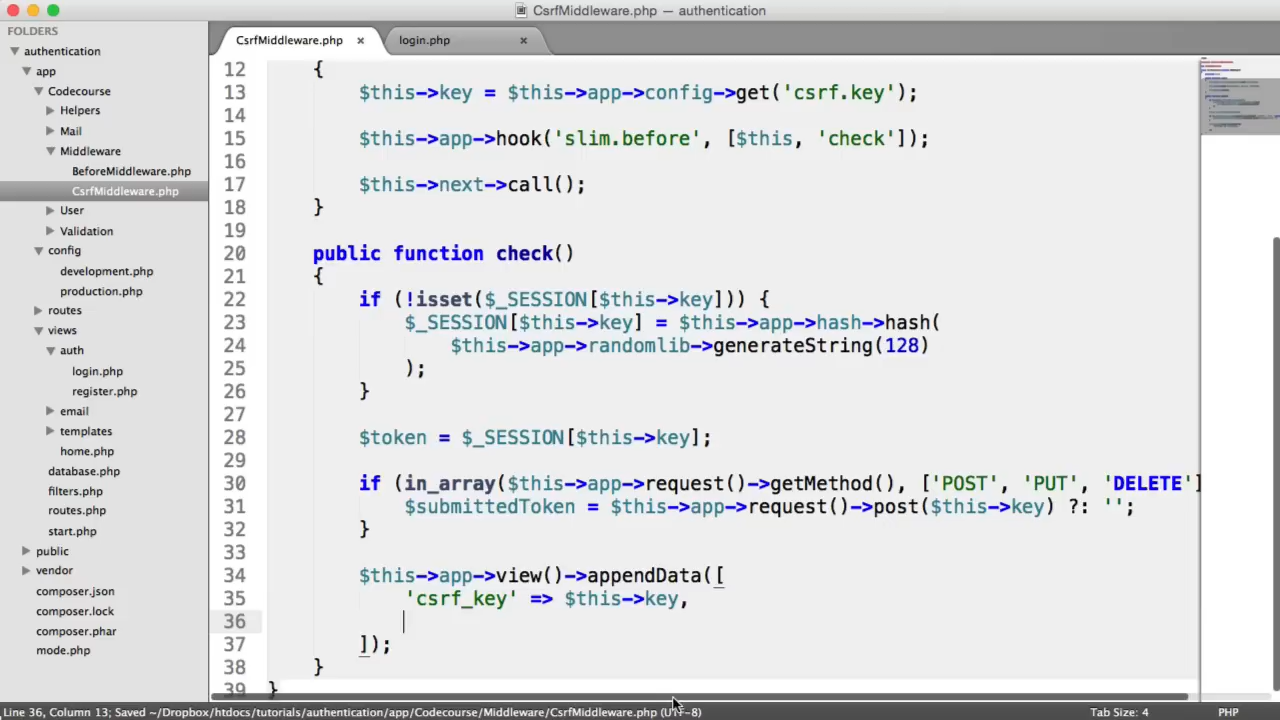 CsrfMiddleware.php — authentication
FOLDERS
authentication
app
Codecourse
Helpers
Mail
Middleware
BeforeMiddleware.php
CsrfMiddleware.php
User
Validation
config
development.php
production.php
routes
views
auth
login.php
register.php
email
templates
home.php
database.php
filters.php
routes.php
start.php
public
vendor
composer.json
composer.lock
composer.phar
mode.php
CsrfMiddleware.php × login.php ×
12 {
13 $this->key = $this->app->config->get('csrf.key');
14
15 $this->app->hook('slim.before', [$this, 'check']);
16
17 $this->next->call();
18 }
19
20 public function check()
21 {
22 if (!isset($_SESSION[$this->key])) {
23 $_SESSION[$this->key] = $this->app->hash->hash(
24 $this->app->randomlib->generateString(128)
25 );
26 }
27
28 $token = $_SESSION[$this->key];
29
30 if (in_array($this->app->request()->getMethod(), ['POST', 'PUT', 'DELETE']
31 $submittedToken = $this->app->request()->post($this->key) ?: '';
32 }
33
34 $this->app->view()->appendData([
35 'csrf_key' => $this->key,
36
37 ]);
38 }
39 }
Line 36, Column 13; Saved ~/Dropbox/htdocs/tutorials/authentication/app/Codecourse/Middleware/CsrfMiddleware.php (UTF-8) Tab Size: 4 PHP